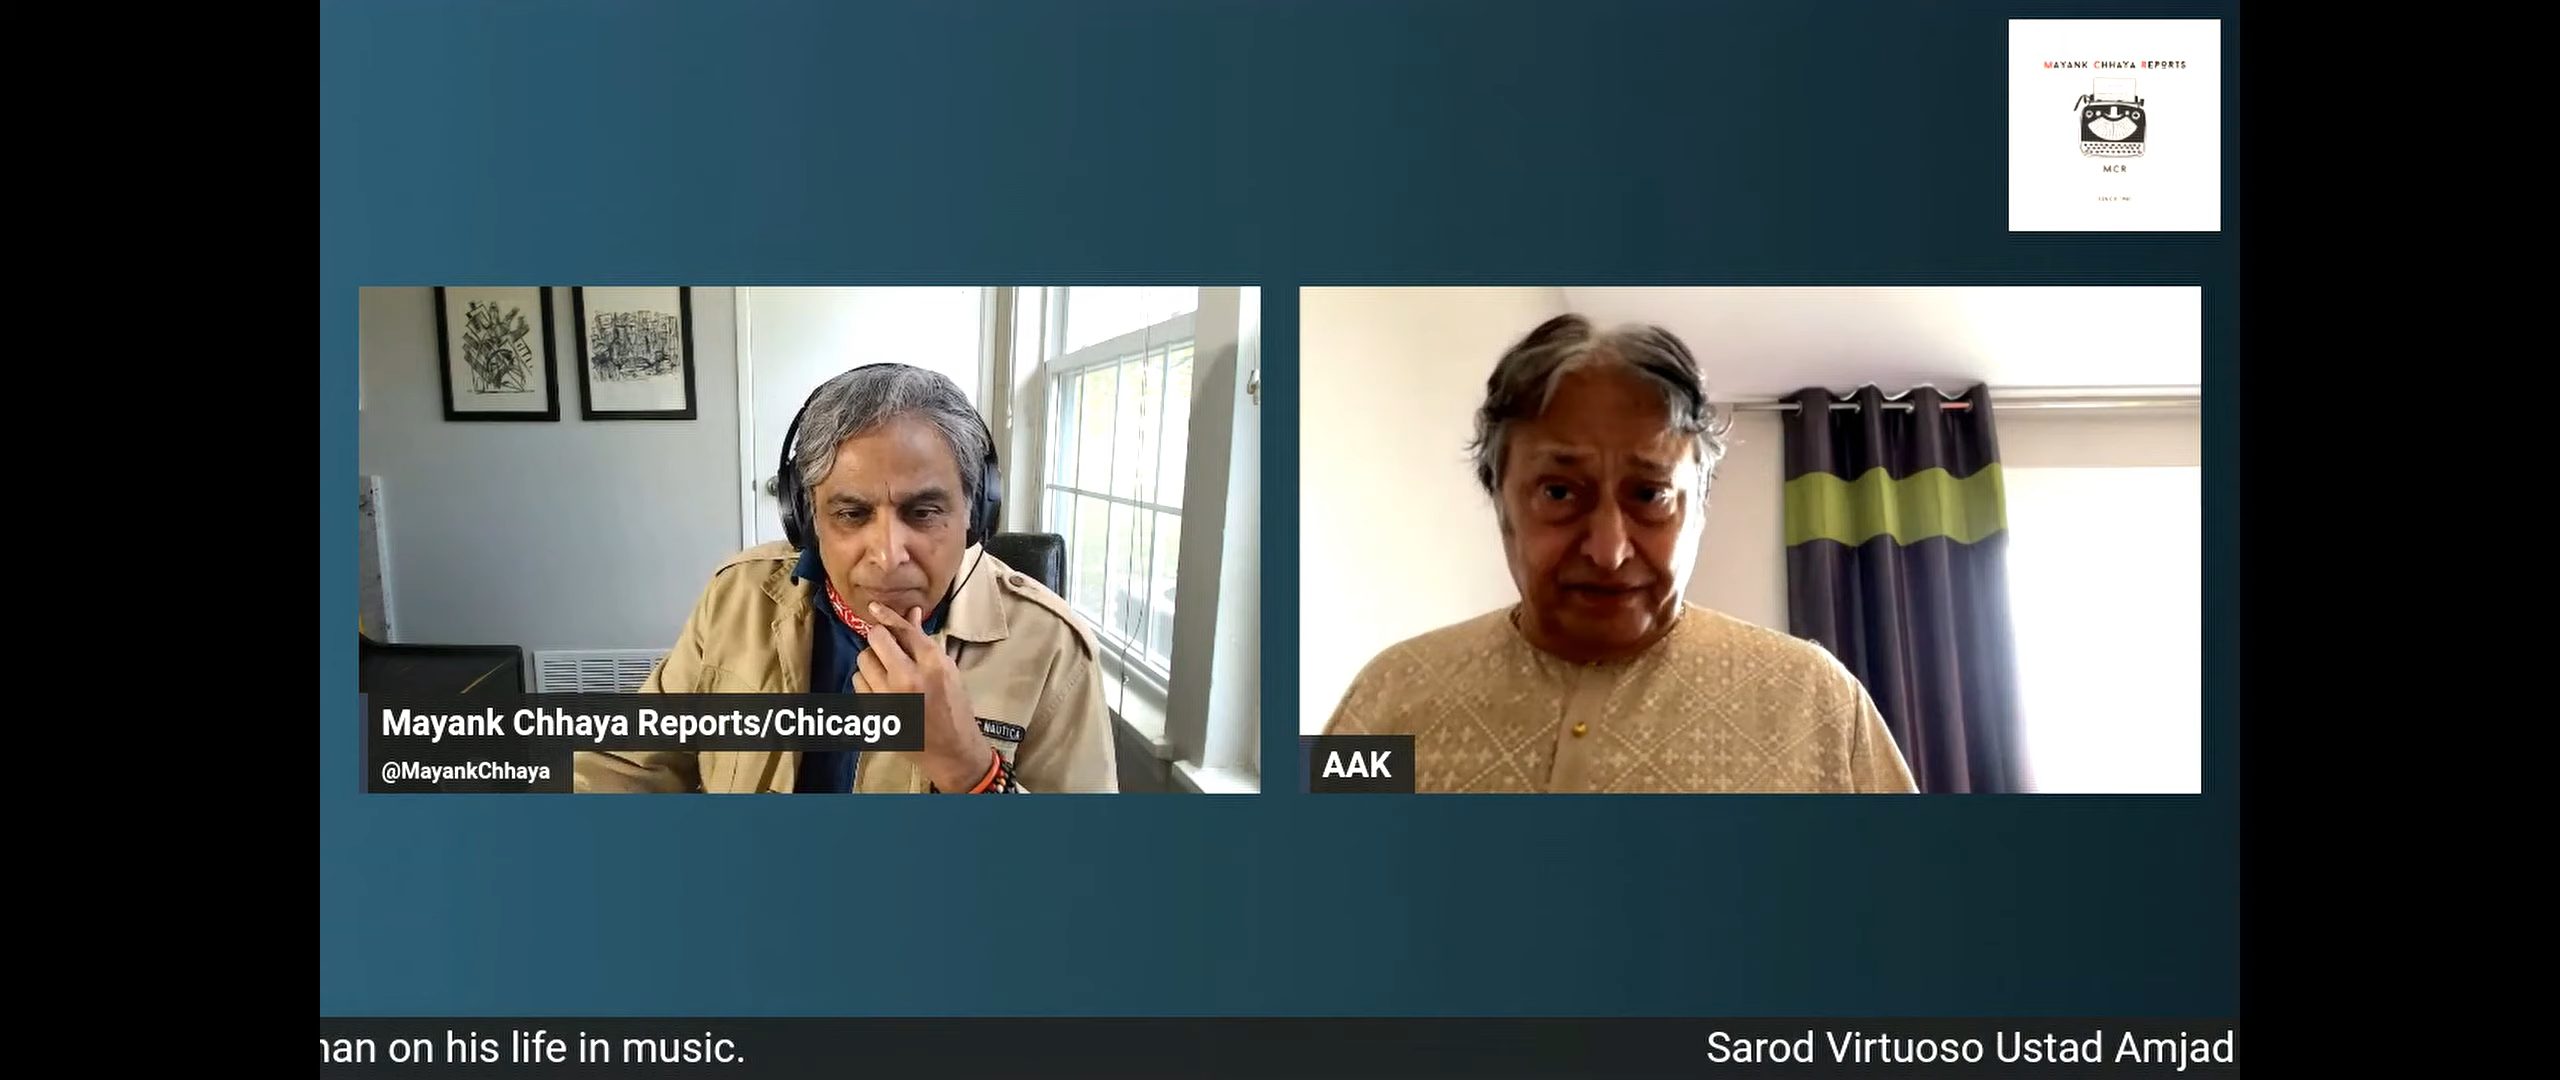 MAYANK CHHAYA REPORTS
MCR
NAUTICA
Mayank Chhaya Reports/Chicago
@MayankChhaya
AAK
an on his life in music.
Sarod Virtuoso Ustad Amjad